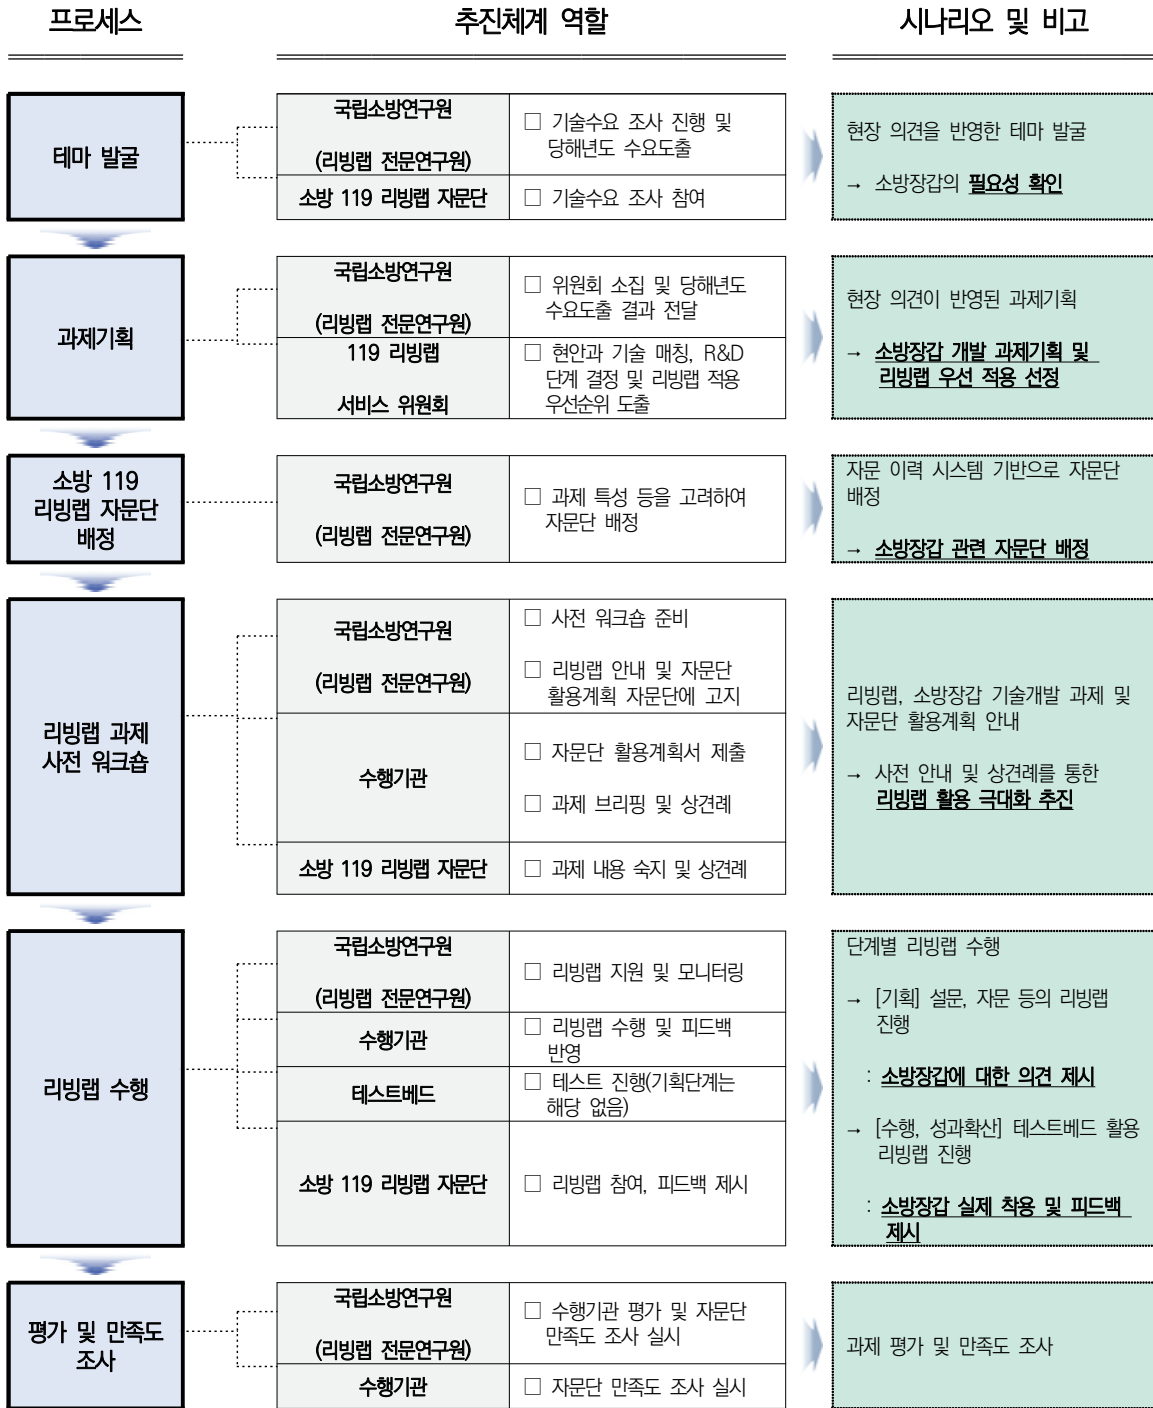 프로세스
추진체계 역할
시나리오 및 비고
테마 발굴
국립소방연구원
(리빙랩 전문연구원)
□ 기술수요 조사 진행 및
당해년도 수요도출
소방 119 리빙랩 자문단
□ 기술수요 조사 참여
현장 의견을 반영한 테마 발굴
→ 소방장갑의 필요성 확인
과제기획
국립소방연구원
(리빙랩 전문연구원)
□ 위원회 소집 및 당해년도
수요도출 결과 전달
119 리빙랩
서비스 위원회
□ 현안과 기술 매칭, R&D
단계 결정 및 리빙랩 적용
우선순위 도출
현장 의견이 반영된 과제기획
→ 소방장갑 개발 과제기획 및
리빙랩 우선 적용 선정
소방 119
리빙랩 자문단
배정
국립소방연구원
(리빙랩 전문연구원)
□ 과제 특성 등을 고려하여
자문단 배정
자문 이력 시스템 기반으로 자문단
배정
→ 소방장갑 관련 자문단 배정
리빙랩 과제
사전 워크숍
국립소방연구원
(리빙랩 전문연구원)
□ 사전 워크숍 준비
□ 리빙랩 안내 및 자문단
활용계획 자문단에 고지
수행기관
□ 자문단 활용계획서 제출
□ 과제 브리핑 및 상견례
소방 119 리빙랩 자문단
□ 과제 내용 숙지 및 상견례
리빙랩, 소방장갑 기술개발 과제 및
자문단 활용계획 안내
→ 사전 안내 및 상견례를 통한
리빙랩 활용 극대화 추진
리빙랩 수행
국립소방연구원
(리빙랩 전문연구원)
□ 리빙랩 지원 및 모니터링
수행기관
□ 리빙랩 수행 및 피드백
반영
테스트베드
□ 테스트 진행(기획단계는
해당 없음)
소방 119 리빙랩 자문단
□ 리빙랩 참여, 피드백 제시
단계별 리빙랩 수행
→ [기획] 설문, 자문 등의 리빙랩
진행
: 소방장갑에 대한 의견 제시
→ [수행, 성과확산] 테스트베드 활용
리빙랩 진행
: 소방장갑 실제 착용 및 피드백
제시
평가 및 만족도
조사
국립소방연구원
(리빙랩 전문연구원)
□ 수행기관 평가 및 자문단
만족도 조사 실시
수행기관
□ 자문단 만족도 조사 실시
과제 평가 및 만족도 조사